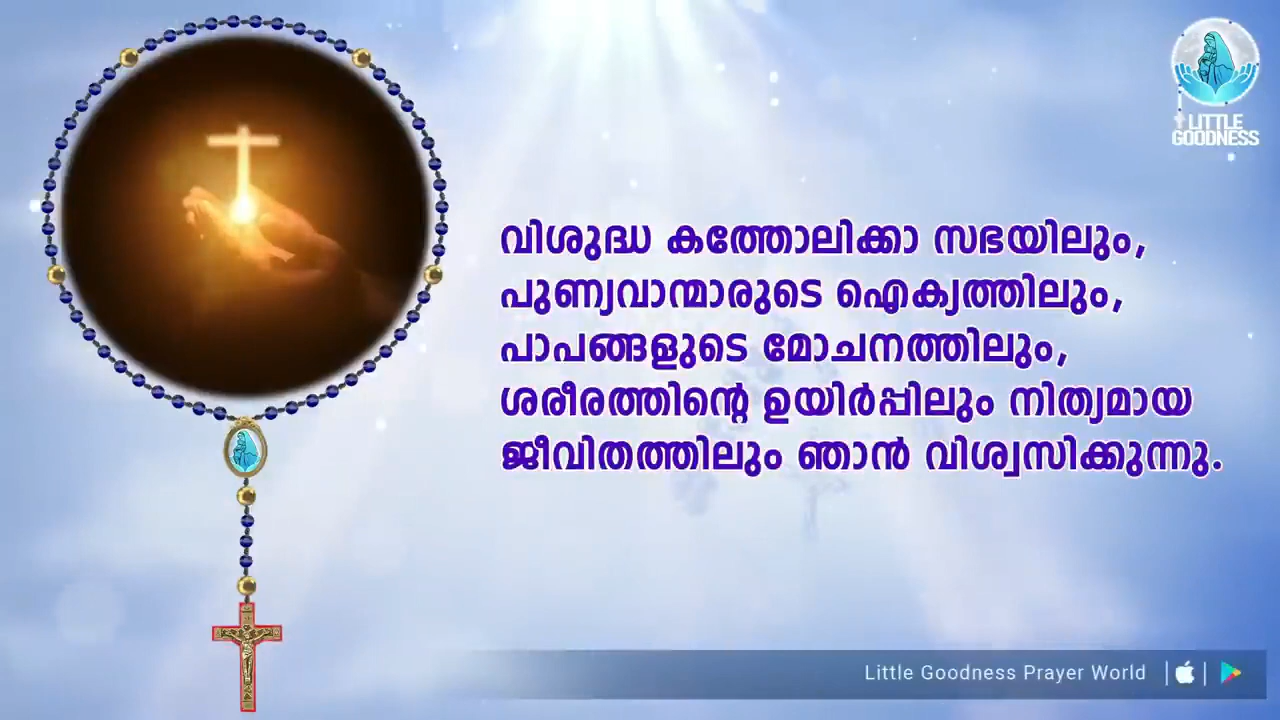 LITTLE
GOODNESS
വിശുദ്ധ കത്തോലിക്കാ സഭയിലും,
പുണ്യവാന്മാരുടെ ഐക്യത്തിലും,
പാപങ്ങളുടെ മോചനത്തിലും,
ശരീരത്തിന്റെ ഉയിർപ്പിലും നിത്യമായ
ജീവിതത്തിലും ഞാൻ വിശ്വസിക്കുന്നു.
Little Goodness Prayer World